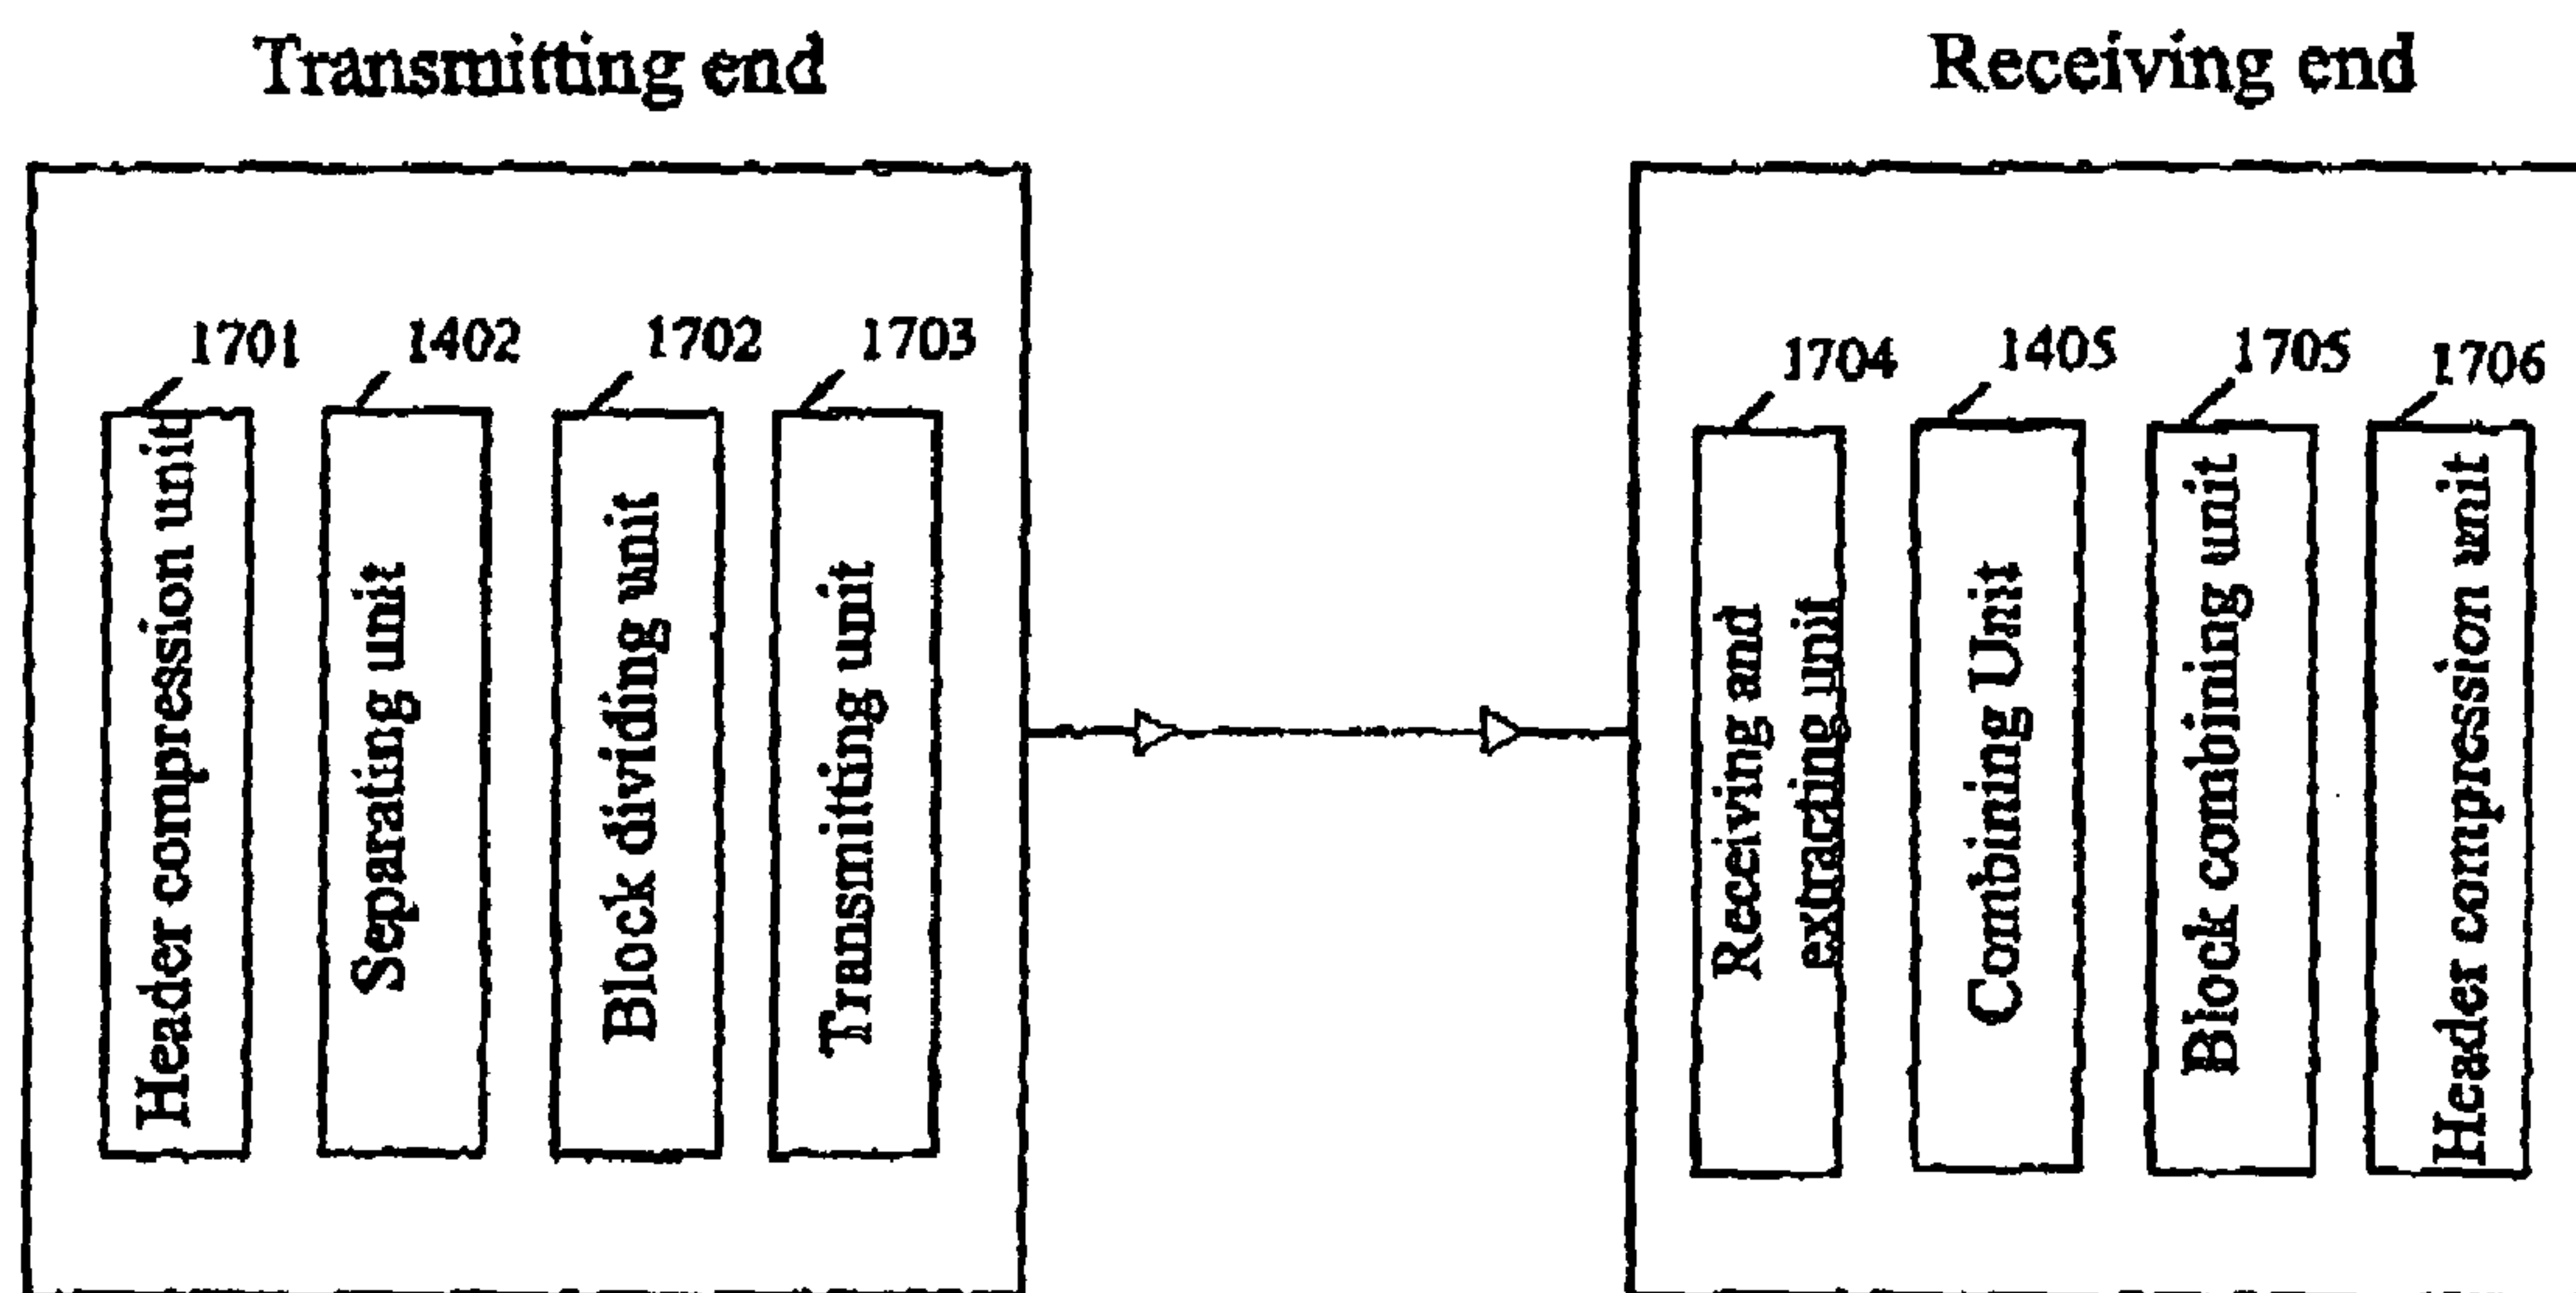 Transmitting end
Receiving end
1701
1402
1702
1703
Header compression unit
Separating unit
Block dividing unit
Transmitting unit
1704
1405
1705
1706
Receiving and
extracting unit
Combining Unit
Block combining unit
Header compression unit